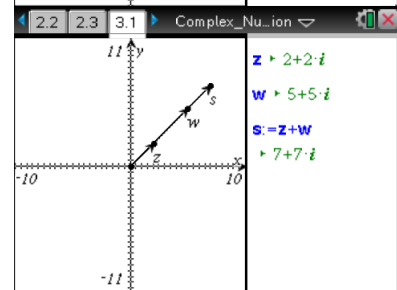 2.2 2.3 3.1 Complex_Nu...ion
11 y
z ▸ 2+2·i
w ▸ 5+5·i
s:=z+w
▸ 7+7·i
s
w
z
x
-10 10
-11